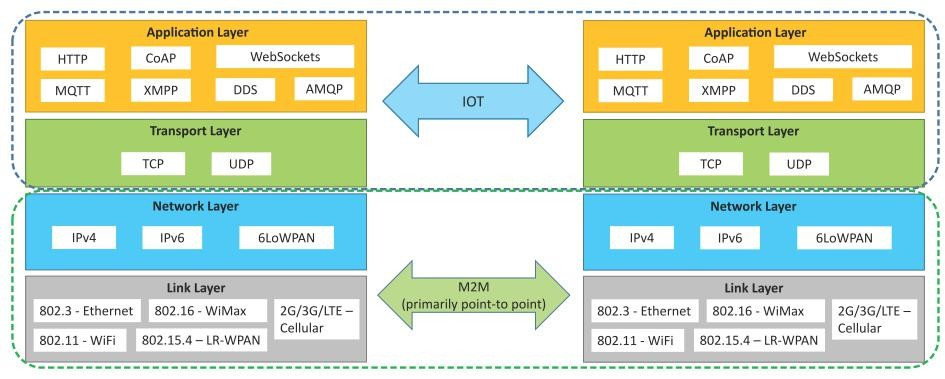 Application Layer
HTTP
CoAP
WebSockets
MQTT
XMPP
DDS
AMQP
Transport Layer
TCP
UDP
Network Layer
IPv4
IPv6
6LoWPAN
Link Layer
802.3 - Ethernet
802.16 - WiMax
2G/3G/LTE –
Cellular
802.11 - WiFi
802.15.4 – LR-WPAN
IOT
M2M
(primarily point-to point)
Application Layer
HTTP
CoAP
WebSockets
MQTT
XMPP
DDS
AMQP
Transport Layer
TCP
UDP
Network Layer
IPv4
IPv6
6LoWPAN
Link Layer
802.3 - Ethernet
802.16 - WiMax
2G/3G/LTE –
Cellular
802.11 - WiFi
802.15.4 – LR-WPAN